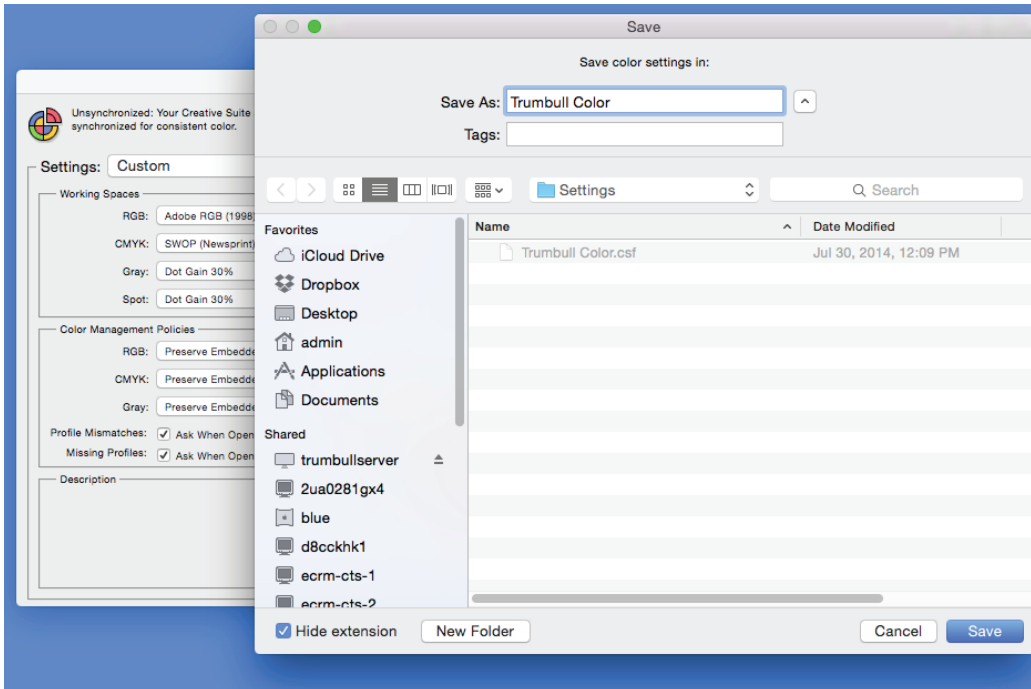 Save
Save color settings in:
Save As: Trumbull Color
Tags:
Settings
Search
Favorites
iCloud Drive
Dropbox
Desktop
admin
Applications
Documents
Shared
trumbullserver
2ua0281gx4
blue
d8cckhk1
ecrm-cts-1
ecrm-cts-2
Name
Date Modified
Trumbull Color.csf
Jul 30, 2014, 12:09 PM
Hide extension
New Folder
Cancel
Save
Unsynchronized: Your Creative Suite
synchronized for consistent color.
Settings: Custom
Working Spaces
RGB: Adobe RGB (1998)
CMYK: SWOP (Newsprint)
Gray: Dot Gain 30%
Spot: Dot Gain 30%
Color Management Policies
RGB: Preserve Embedde
CMYK: Preserve Embedde
Gray: Preserve Embedde
Profile Mismatches: Ask When Open
Missing Profiles: Ask When Open
Description